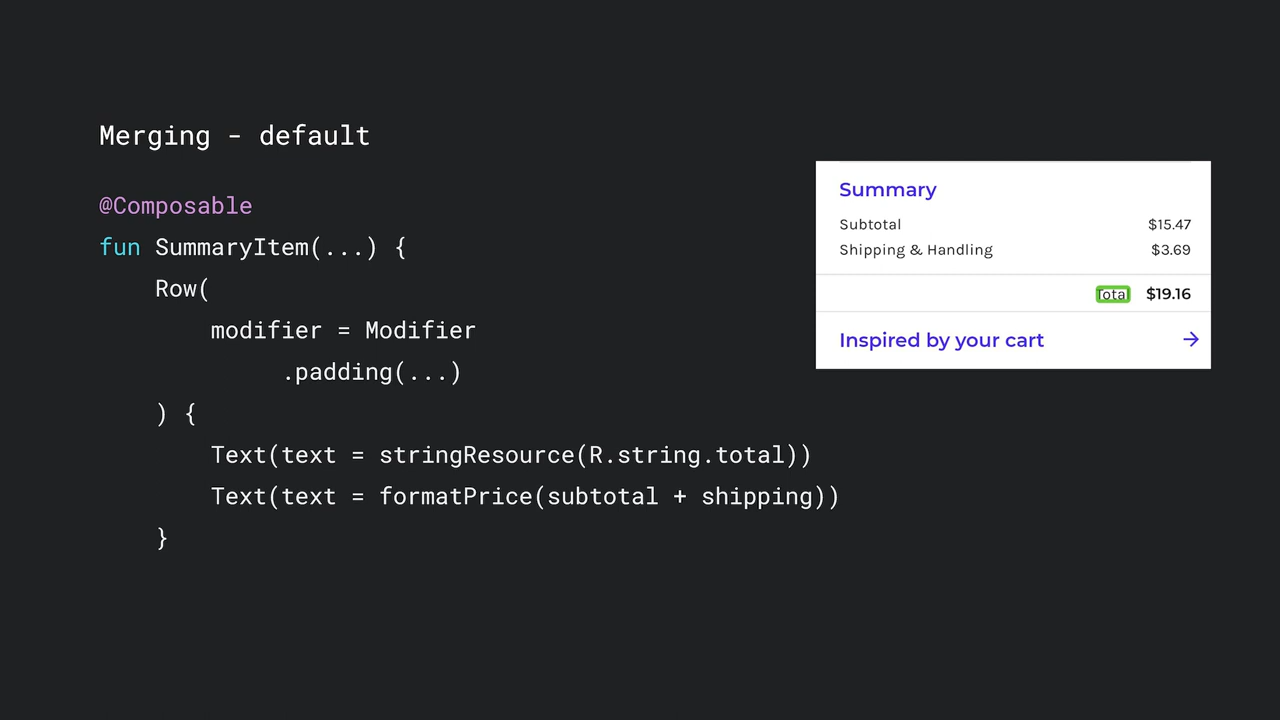 Merging - default
@Composable
fun SummaryItem(...) {
    Row(
        modifier = Modifier
             .padding(...)
    ) {
        Text(text = stringResource(R.string.total))
        Text(text = formatPrice(subtotal + shipping))
    }
Summary
Subtotal $15.47
Shipping & Handling $3.69
Total $19.16
Inspired by your cart →